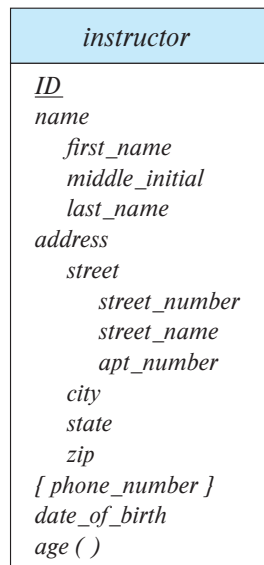 instructor
ID
name
first_name
middle_initial
last_name
address
street
street_number
street_name
apt_number
city
state
zip
{ phone_number }
date_of_birth
age ( )